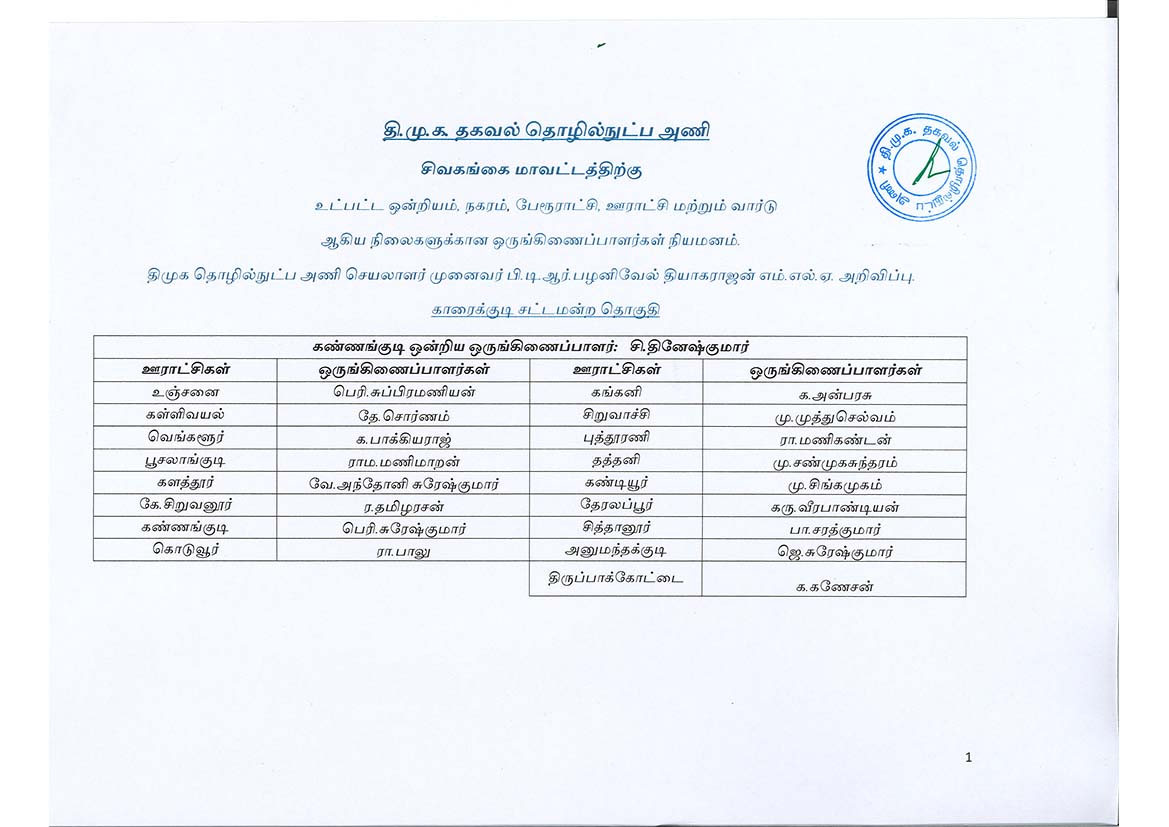 தி.மு.க. தகவல் தொழில்நுட்ப அணி
சிவகங்கை மாவட்டத்திற்கு
உட்பட்ட ஒன்றியம், நகரம், பேரூராட்சி, ஊராட்சி மற்றும் வார்டு
ஆகிய நிலைகளுக்கான ஒருங்கிணைப்பாளர்கள் நியமனம்.
திமுக தொழில்நுட்ப அணி செயலாளர் முனைவர் பி.டி.ஆர்.பழனிவேல் தியாகராஜன் எம்.எல்.ஏ. அறிவிப்பு.
காரைக்குடி சட்டமன்ற தொகுதி
தி.மு.க. தகவல் தொழில்நுட்ப அணி
கண்ணங்குடி ஒன்றிய ஒருங்கிணைப்பாளர்: சி.தினேஷ்குமார்
ஊராட்சிகள் ஒருங்கிணைப்பாளர்கள் ஊராட்சிகள் ஒருங்கிணைப்பாளர்கள்
உஞ்சனை பெரி.சுப்பிரமணியன் கங்கனி க.அன்பரசு
கள்ளிவயல் தே.சொர்ணம் சிறுவாச்சி மு.முத்துசெல்வம்
வெங்களூர் க.பாக்கியராஜ் புத்தூரணி ரா.மணிகண்டன்
பூசலாங்குடி ராம.மணிமாறன் தத்தனி மு.சண்முகசுந்தரம்
களத்தூர் வே.அந்தோனி சுரேஷ்குமார் கண்டியூர் மு.சிங்கமுகம்
கே.சிறுவனூர் ர.தமிழரசன் தேரலப்பூர் கரு.வீரபாண்டியன்
கண்ணங்குடி பெரி.சுரேஷ்குமார் சித்தானூர் பா.சரத்குமார்
கொடுவூர் ரா.பாலு அனுமந்தக்குடி ஜெ.சுரேஷ்குமார்
திருப்பாக்கோட்டை க.கணேசன்
1